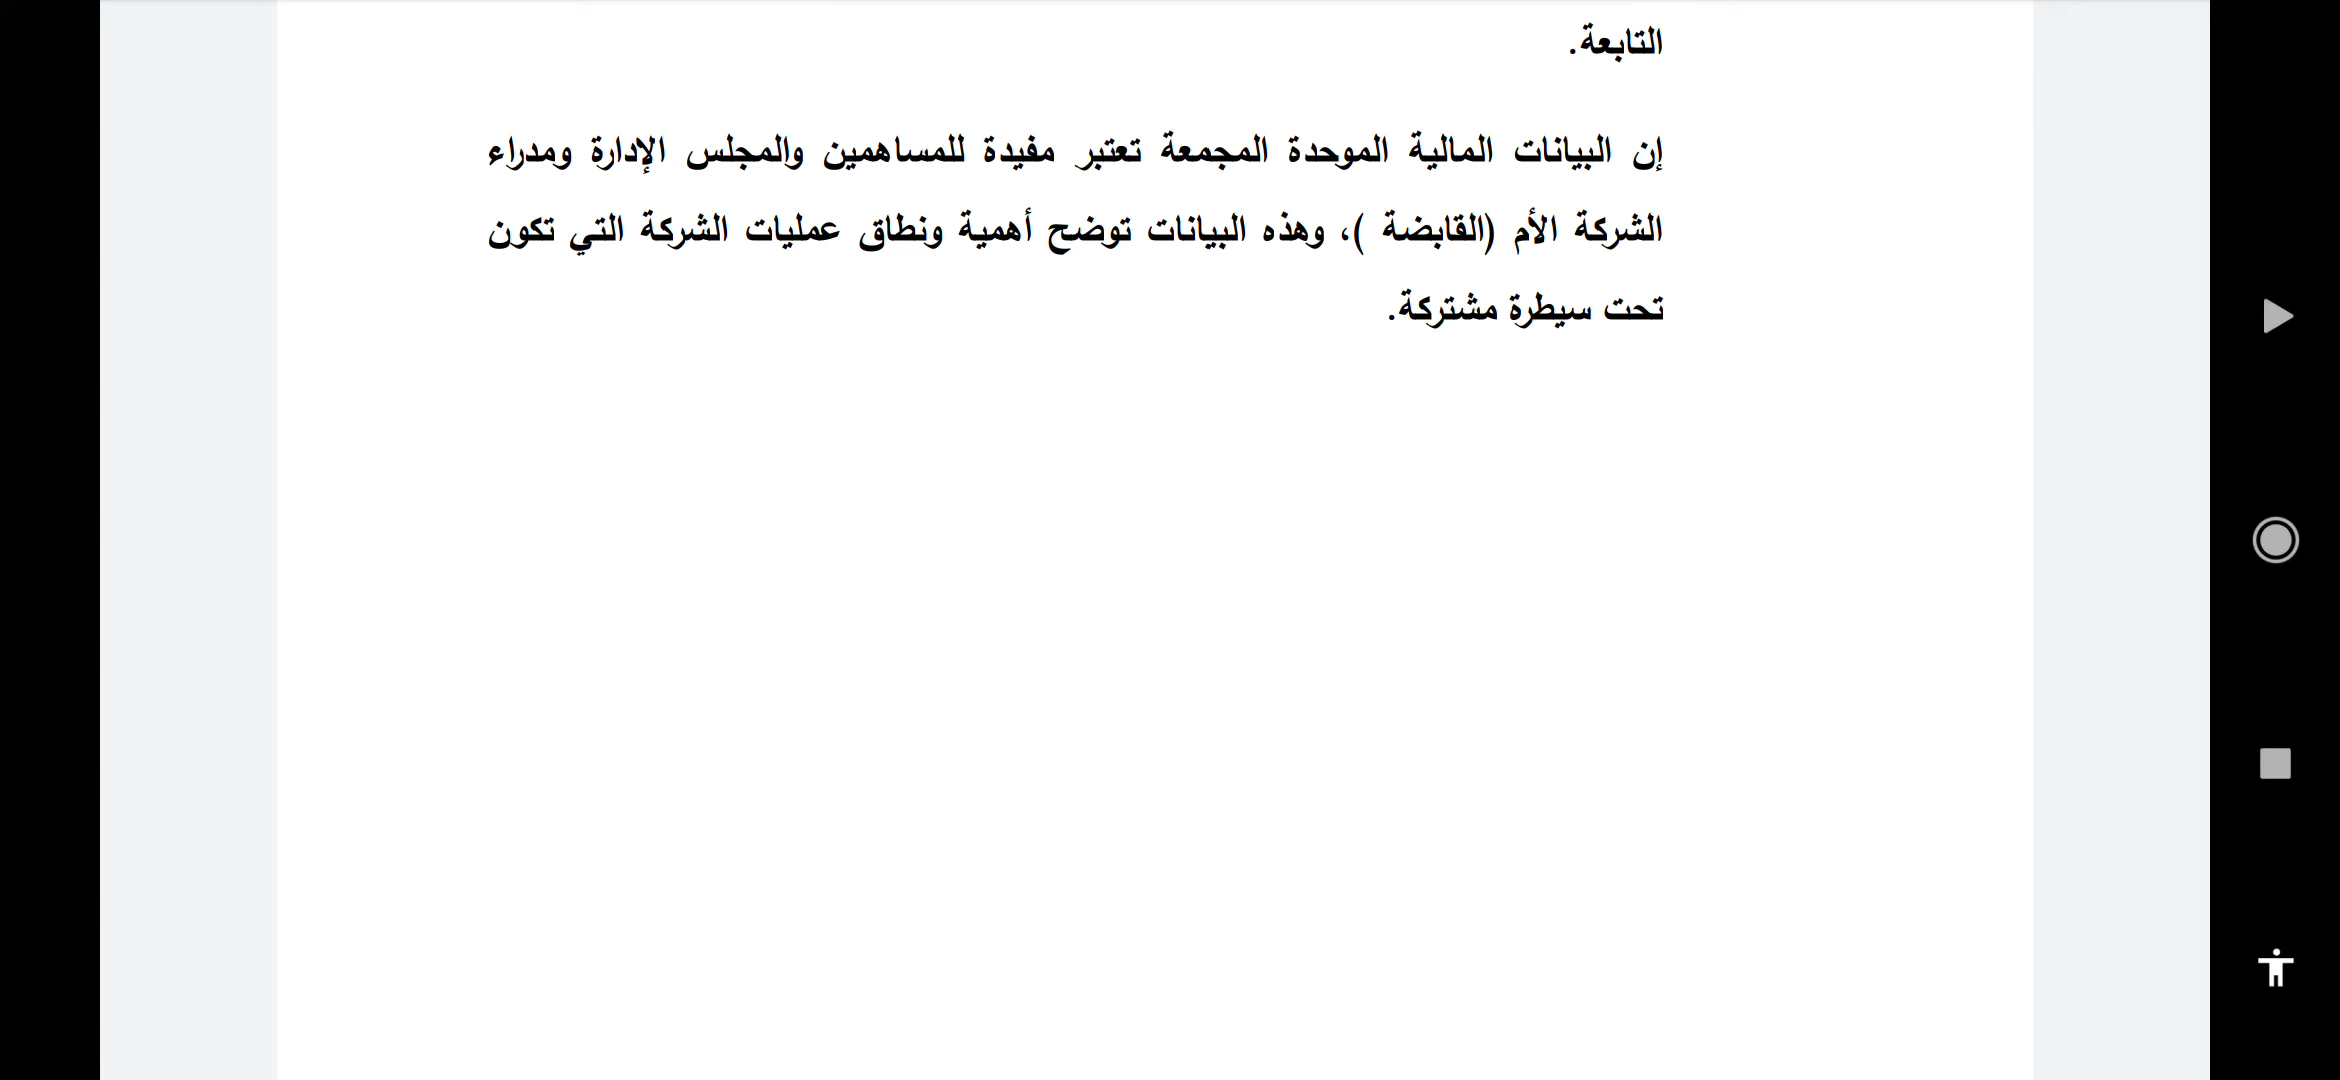 التابعة.
إن البيانات المالية الموحدة المجمعة تعتبر مفيدة للمساهمين والمجلس الإدارة ومدراء
الشركة الأم (القابضة )، وهذه البيانات توضح أهمية ونطاق عمليات الشركة التي تكون
تحت سيطرة مشتركة.